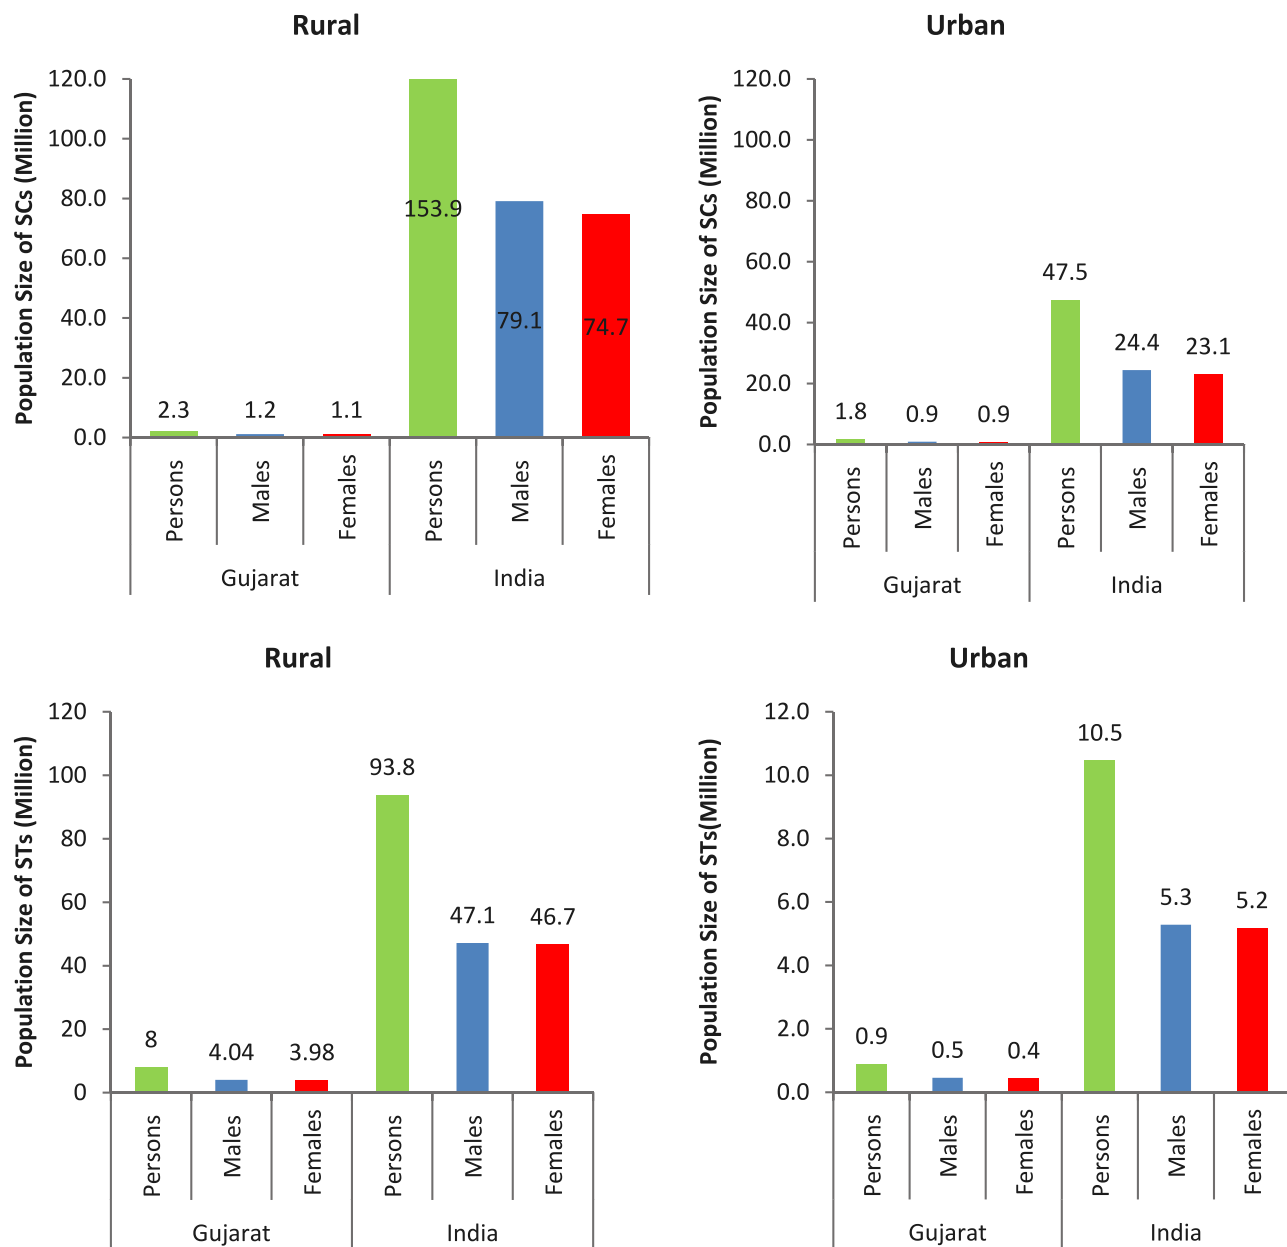 Rural
Population Size of SCs (Million)
120.0
100.0
80.0
60.0
40.0
20.0
0.0
2.3
1.2
1.1
153.9
79.1
74.7
Persons
Males
Females
Persons
Males
Females
Gujarat
India
Urban
Population Size of SCs (Million)
120.0
100.0
80.0
60.0
40.0
20.0
0.0
1.8
0.9
0.9
47.5
24.4
23.1
Persons
Males
Females
Persons
Males
Females
Gujarat
India
Rural
Population Size of STs (Million)
120
100
80
60
40
20
0
8
4.04
3.98
93.8
47.1
46.7
Persons
Males
Females
Persons
Males
Females
Gujarat
India
Urban
Population Size of STs(Million)
12.0
10.0
8.0
6.0
4.0
2.0
0.0
0.9
0.5
0.4
10.5
5.3
5.2
Persons
Males
Females
Persons
Males
Females
Gujarat
India